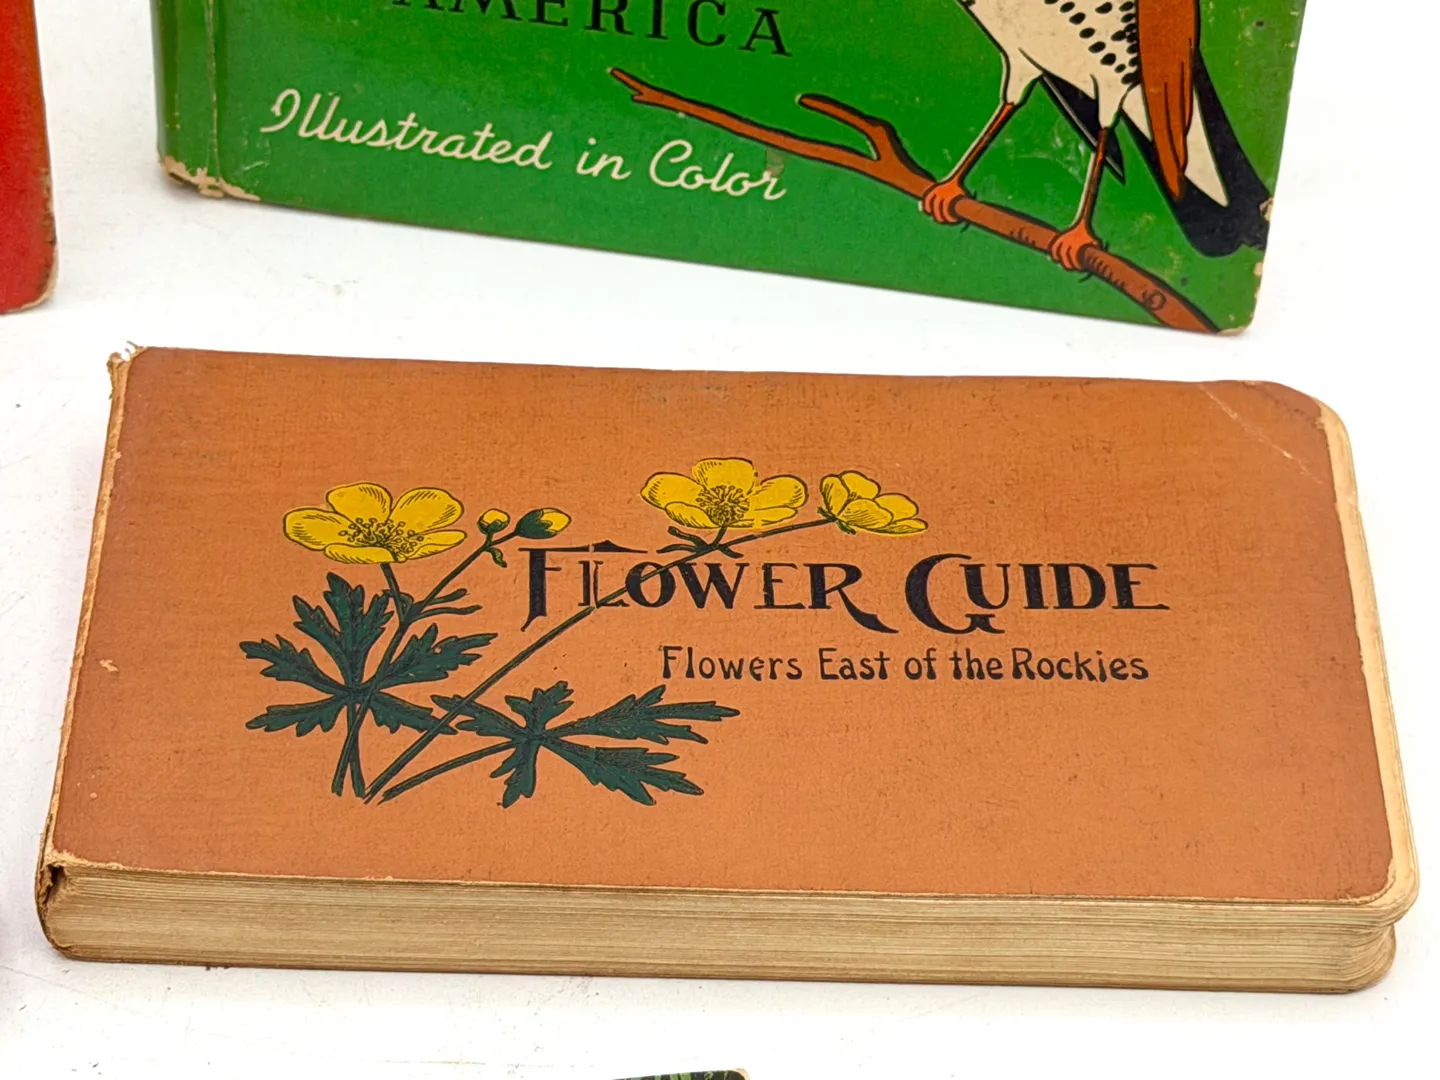 AMERICA
Illustrated in Color
FLOWER GUIDE
Flowers East of the Rockies